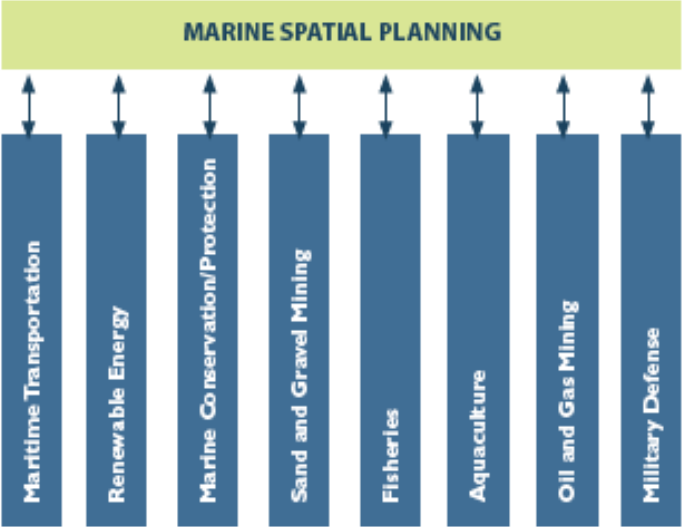 MARINE SPATIAL PLANNING
Maritime Transportation
Renewable Energy
Marine Conservation/Protection
Sand and Gravel Mining
Fisheries
Aquaculture
Oil and Gas Mining
Military Defense